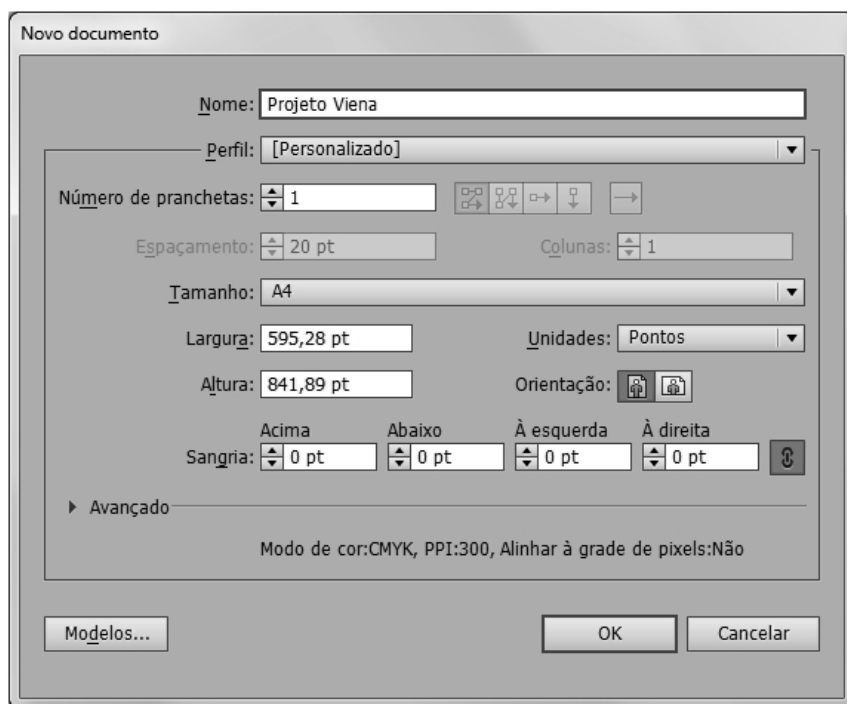 Novo documento
Nome: Projeto Viena
Perfil: [Personalizado]
Número de pranchetas: 1
Espaçamento: 20 pt Colunas: 1
Tamanho: A4
Largura: 595,28 pt Unidades: Pontos
Altura: 841,89 pt Orientação:
Acima Abaixo À esquerda À direita
Sangria: 0 pt 0 pt 0 pt 0 pt
Avançado
Modo de cor:CMYK, PPI:300, Alinhar à grade de pixels:Não
Modelos... OK Cancelar